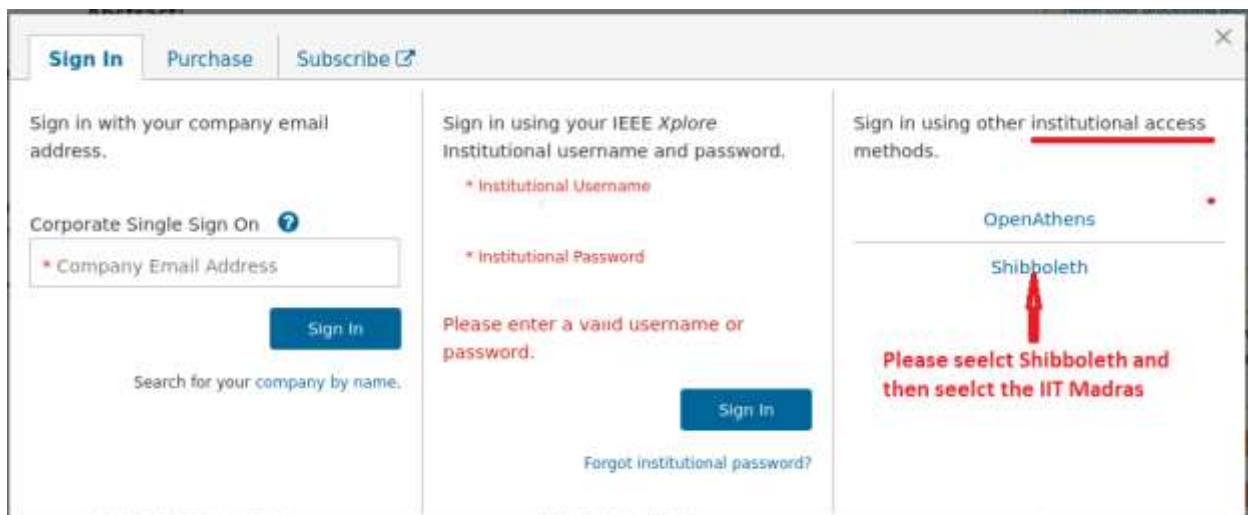 Abstract:
Sign In
Purchase
Subscribe
Sign in with your company email
address.
Corporate Single Sign On ?
* Company Email Address
Sign In
Search for your company by name.
Sign in using your IEEE Xplore
Institutional username and password.
* Institutional Username
* Institutional Password
Please enter a valid username or
password.
Sign In
Forgot institutional password?
Sign in using other institutional access
methods.
OpenAthens
Shibboleth
Please seelct Shibboleth and
then seelct the IIT Madras